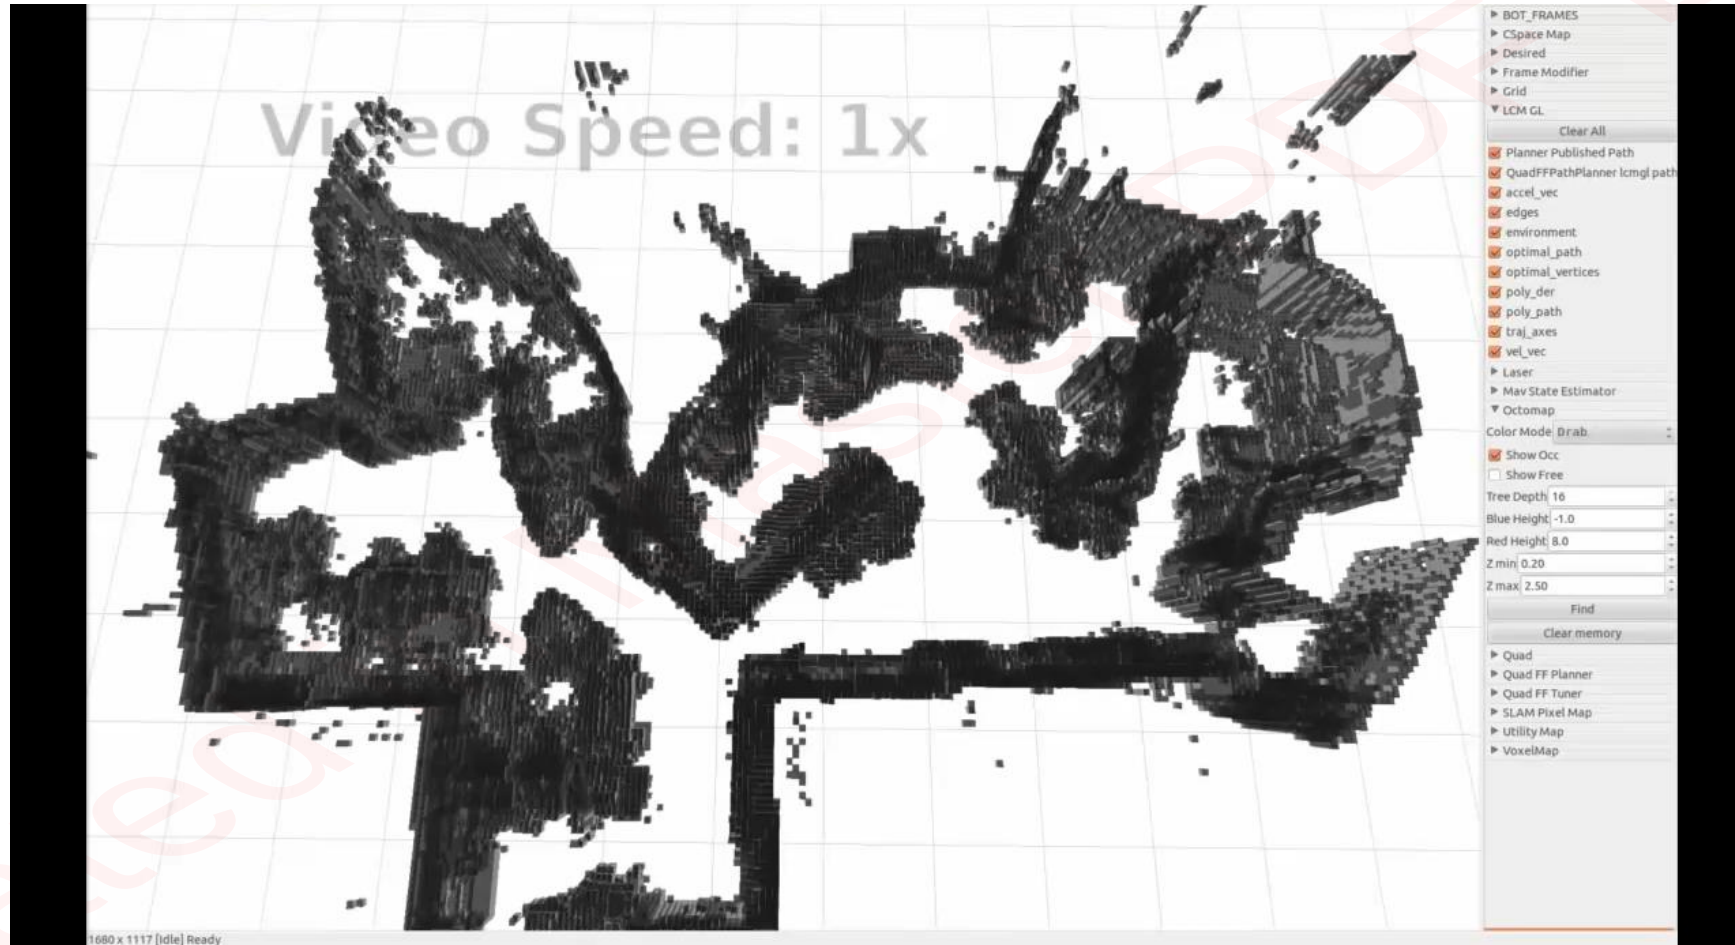 Video Speed: 1x
BOT_FRAMES
CSpace Map
Desired
Frame Modifier
Grid
LCM GL
Clear All
Planner Published Path
QuadFFPathPlanner lcmgl path
accel_vec
edges
environment
optimal_path
optimal_vertices
poly_der
poly_path
traj_axes
vel_vec
Laser
Mav State Estimator
Octomap
Color Mode Drab
Show Occ
Show Free
Tree Depth 16
Blue Height -1.0
Red Height 8.0
Z min 0.20
Z max 2.50
Find
Clear memory
Quad
Quad FF Planner
Quad FF Tuner
SLAM Pixel Map
Utility Map
VoxelMap
1680 x 1117 [Idle] Ready